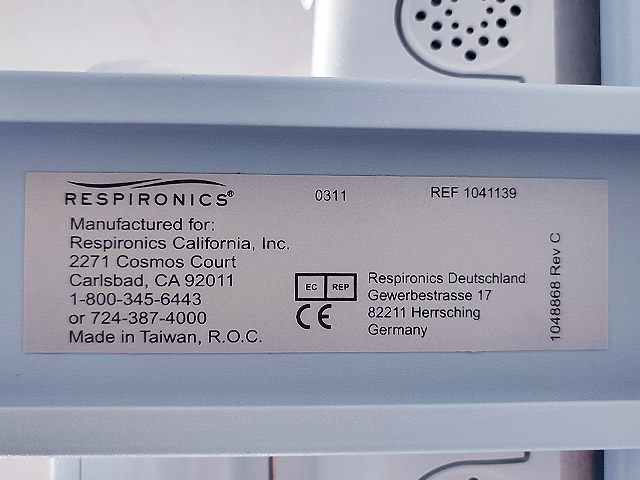 RESPIRONICS®
0311
REF 1041139
Manufactured for:
Respironics California, Inc.
2271 Cosmos Court
Carlsbad, CA 92011
1-800-345-6443
or 724-387-4000
Made in Taiwan, R.O.C.
EC REP
CE
Respironics Deutschland
Gewerbestrasse 17
82211 Herrsching
Germany
1048868 Rev C